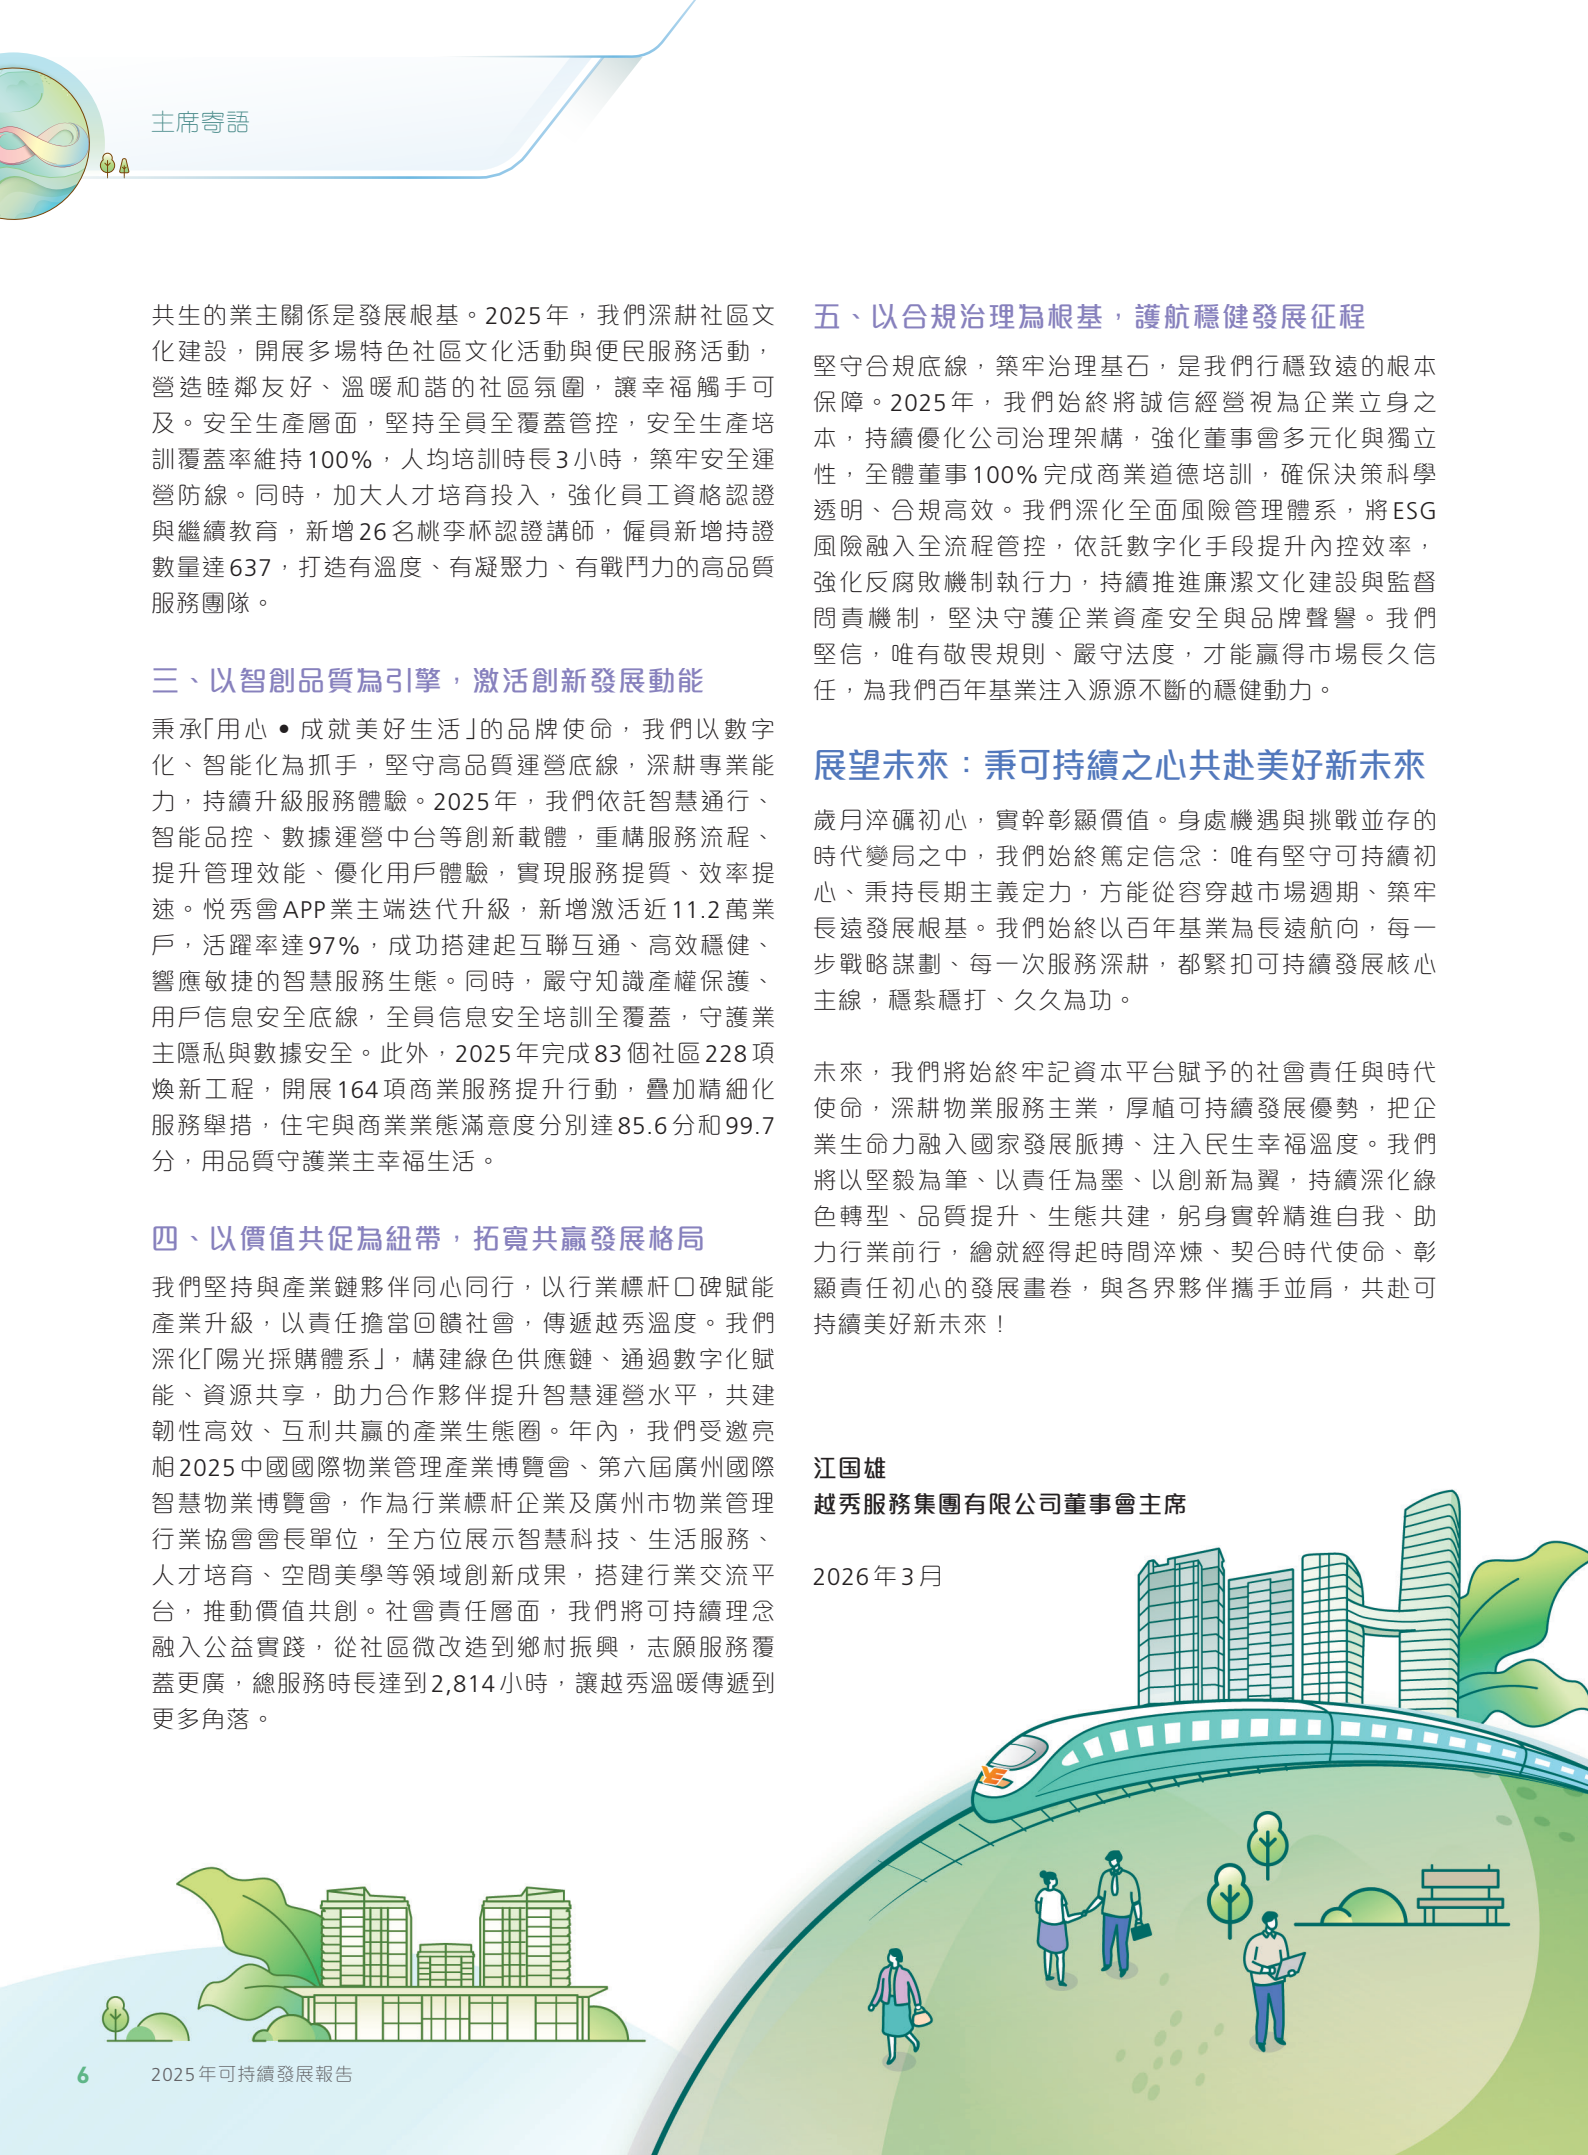 主席寄語
共生的業主關係是發展根基。2025年，我們深耕社區文
化建設，開展多場特色社區文化活動與便民服務活動，
營造睦鄰友好、溫暖和諧的社區氛圍，讓幸福觸手可
及。安全生產層面，堅持全員全覆蓋管控，安全生產培
訓覆蓋率維持100%，人均培訓時長3小時，築牢安全運
營防線。同時，加大人才培育投入，強化員工資格認證
與繼續教育，新增26名桃李杯認證講師，僱員新增持證
數量達637，打造有溫度、有凝聚力、有戰鬥力的高品質
服務團隊。
三、以智創品質為引擎，激活創新發展動能
秉承「用心•成就美好生活」的品牌使命，我們以數字
化、智能化為抓手，堅守高品質運營底線，深耕專業能
力，持續升級服務體驗。2025年，我們依託智慧通行、
智能品控、數據運營中台等創新載體，重構服務流程、
提升管理效能、優化用戶體驗，實現服務提質、效率提
速。悦秀會APP業主端迭代升級，新增激活近11.2萬業
戶，活躍率達97%，成功搭建起互聯互通、高效穩健、
響應敏捷的智慧服務生態。同時，嚴守知識產權保護、
用戶信息安全底線，全員信息安全培訓全覆蓋，守護業
主隱私與數據安全。此外，2025年完成83個社區228項
煥新工程，開展164項商業服務提升行動，疊加精細化
服務舉措，住宅與商業業態滿意度分別達85.6分和99.7
分，用品質守護業主幸福生活。
四、以價值共促為紐帶，拓寬共贏發展格局
我們堅持與產業鏈夥伴同心同行，以行業標杆口碑賦能
產業升級，以責任擔當回饋社會，傳遞越秀溫度。我們
深化「陽光採購體系」，構建綠色供應鏈、通過數字化賦
能、資源共享，助力合作夥伴提升智慧運營水平，共建
韌性高效、互利共贏的產業生態圈。年內，我們受邀亮
相2025中國國際物業管理產業博覽會、第六屆廣州國際
智慧物業博覽會，作為行業標杆企業及廣州市物業管理
行業協會會長單位，全方位展示智慧科技、生活服務、
人才培育、空間美學等領域創新成果，搭建行業交流平
台，推動價值共創。社會責任層面，我們將可持續理念
融入公益實踐，從社區微改造到鄉村振興，志願服務覆
蓋更廣，總服務時長達到2,814小時，讓越秀溫暖傳遞到
更多角落。
五、以合規治理為根基，護航穩健發展征程
堅守合規底線，築牢治理基石，是我們行穩致遠的根本
保障。2025年，我們始終將誠信經營視為企業立身之
本，持續優化公司治理架構，強化董事會多元化與獨立
性，全體董事100%完成商業道德培訓，確保決策科學
透明、合規高效。我們深化全面風險管理體系，將ESG
風險融入全流程管控，依託數字化手段提升內控效率，
強化反腐敗機制執行力，持續推進廉潔文化建設與監督
問責機制，堅決守護企業資產安全與品牌聲譽。我們
堅信，唯有敬畏規則、嚴守法度，才能贏得市場長久信
任，為我們百年基業注入源源不斷的穩健動力。
展望未來：秉可持續之心共赴美好新未來
歲月淬礪初心，實幹彰顯價值。身處機遇與挑戰並存的
時代變局之中，我們始終篤定信念：唯有堅守可持續初
心、秉持長期主義定力，方能從容穿越市場週期、築牢
長遠發展根基。我們始終以百年基業為長遠航向，每一
步戰略謀劃、每一次服務深耕，都緊扣可持續發展核心
主線，穩紮穩打、久久為功。
未來，我們將始終牢記資本平台賦予的社會責任與時代
使命，深耕物業服務主業，厚植可持續發展優勢，把企
業生命力融入國家發展脈搏、注入民生幸福溫度。我們
將以堅毅為筆、以責任為墨、以創新為翼，持續深化綠
色轉型、品質提升、生態共建，躬身實幹精進自我、助
力行業前行，繪就經得起時間淬煉、契合時代使命、彰
顯責任初心的發展畫卷，與各界夥伴攜手並肩，共赴可
持續美好新未來！
江国雄
越秀服務集團有限公司董事會主席
2026年3月
6
2025年可持續發展報告